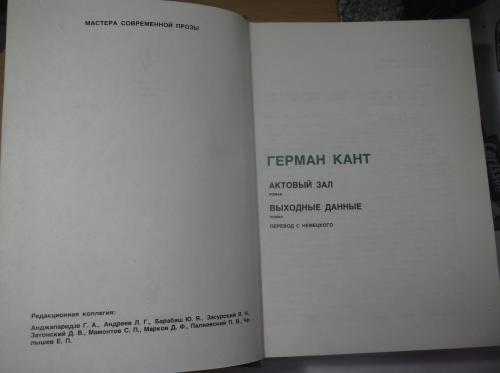 МАСТЕРА СОВРЕМЕННОЙ ПРОЗЫ
Редакционная коллегия:
Анджапаридзе Г. А., Андреев Л. Г., Барабаш Ю. Я., Засурский Я. Н.,
Затонский Д. В., Мамонтов С. П., Марков Д. Ф., Палиевский П. В., Че-
лышев Е. П.
ГЕРМАН КАНТ
АКТОВЫЙ ЗАЛ
РОМАН
ВЫХОДНЫЕ ДАННЫЕ
РОМАН
ПЕРЕВОД С НЕМЕЦКОГО